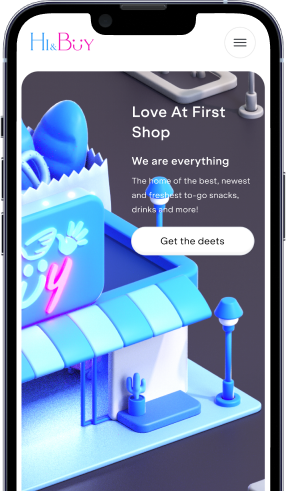 Hi&Buy
Love At First
Shop
We are everything
The home of the best, newest
and freshest to-go snacks,
drinks and more!
Get the deets